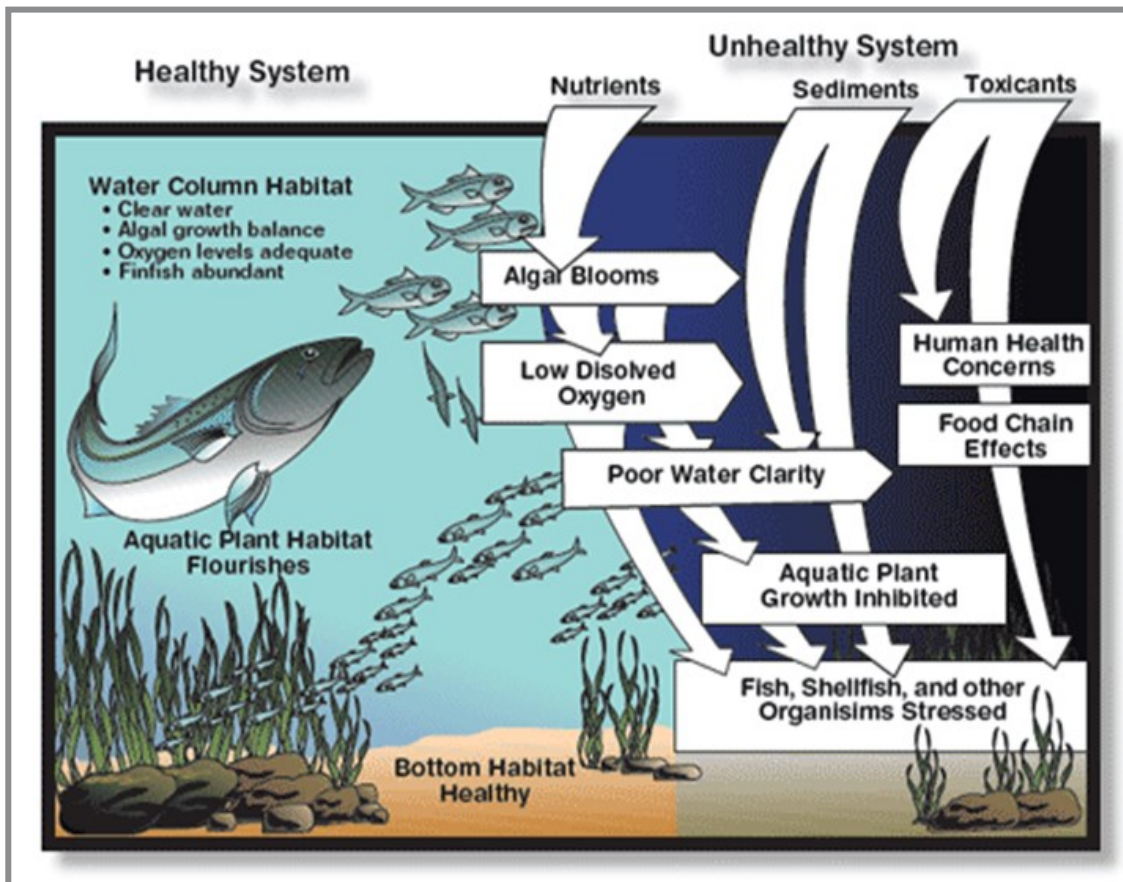 Healthy System
Unhealthy System
Nutrients
Sediments
Toxicants
Water Column Habitat
• Clear water
• Algal growth balance
• Oxygen levels adequate
• Finfish abundant
Algal Blooms
Low Disolved
Oxygen
Human Health
Concerns
Food Chain
Effects
Poor Water Clarity
Aquatic Plant Habitat
Flourishes
Aquatic Plant
Growth Inhibited
Fish, Shellfish, and other
Organisims Stressed
Bottom Habitat
Healthy